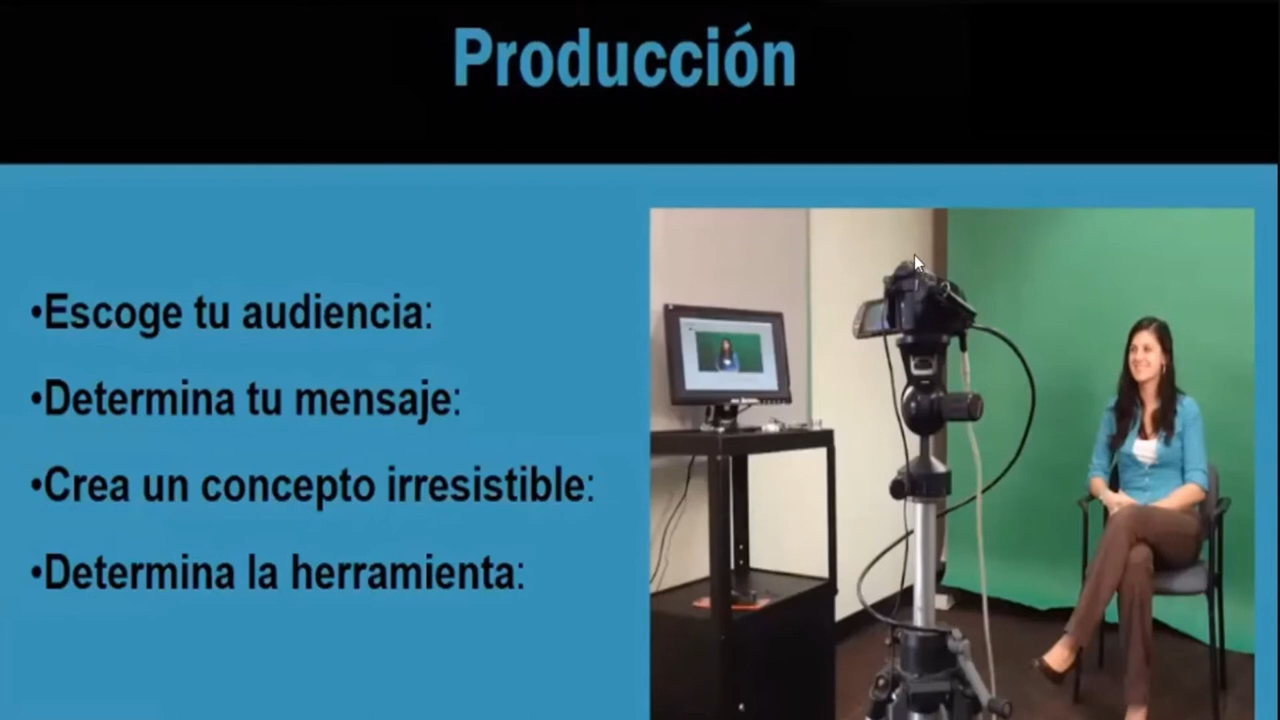 Producción
•Escoge tu audiencia:
•Determina tu mensaje:
•Crea un concepto irresistible:
•Determina la herramienta: